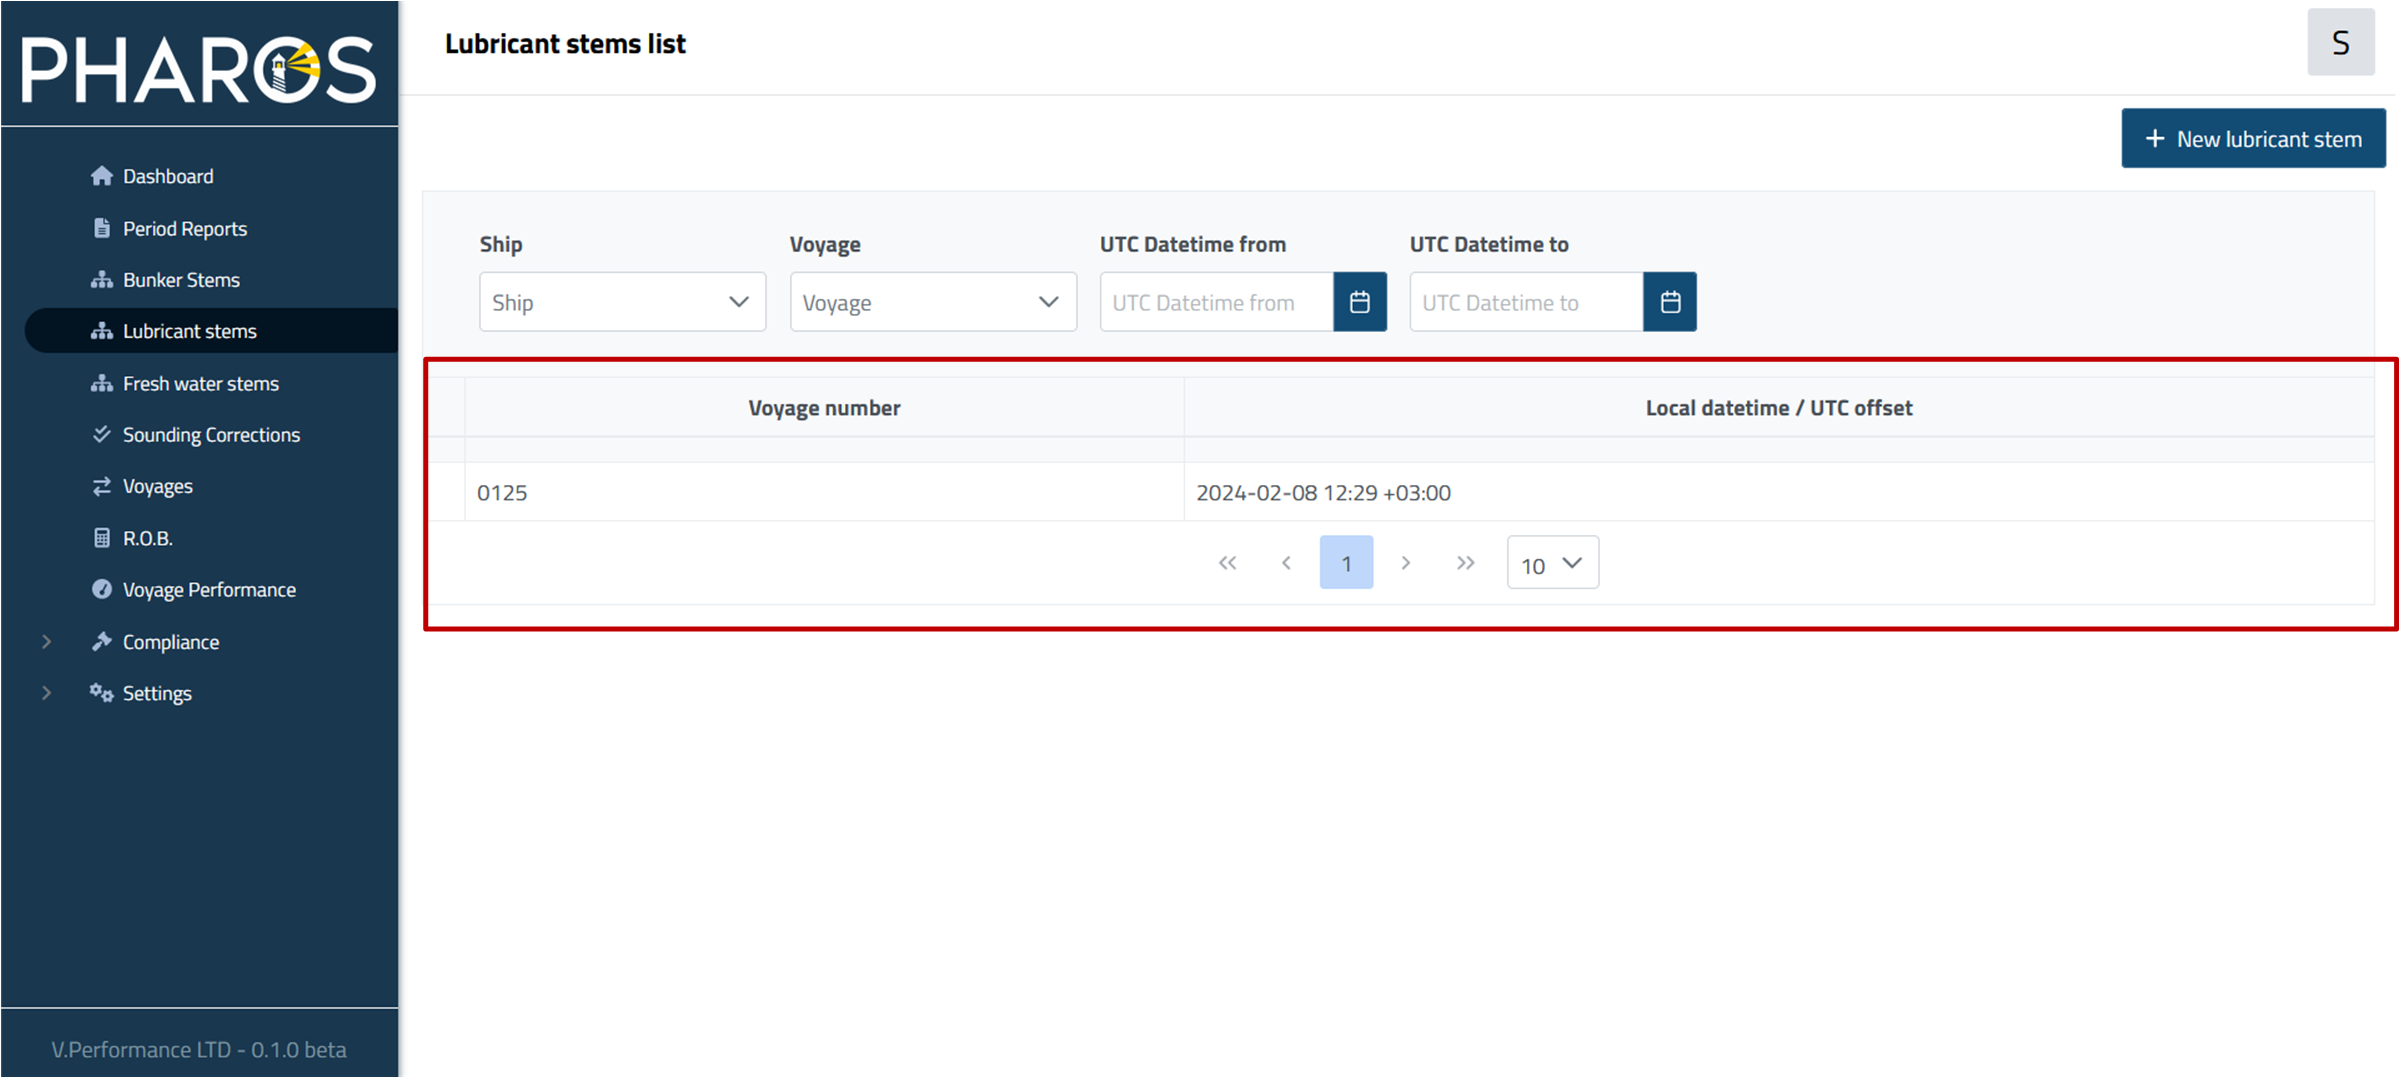 PHAROS
Dashboard
Period Reports
Bunker Stems
Lubricant stems
Fresh water stems
Sounding Corrections
Voyages
R.O.B.
Voyage Performance
Compliance
Settings
V.Performance LTD - 0.1.0 beta
Lubricant stems list
S
+ New lubricant stem
Ship Voyage UTC Datetime from UTC Datetime to
Ship Voyage UTC Datetime from UTC Datetime to
Voyage number Local datetime / UTC offset
0125 2024-02-08 12:29 +03:00
1 10